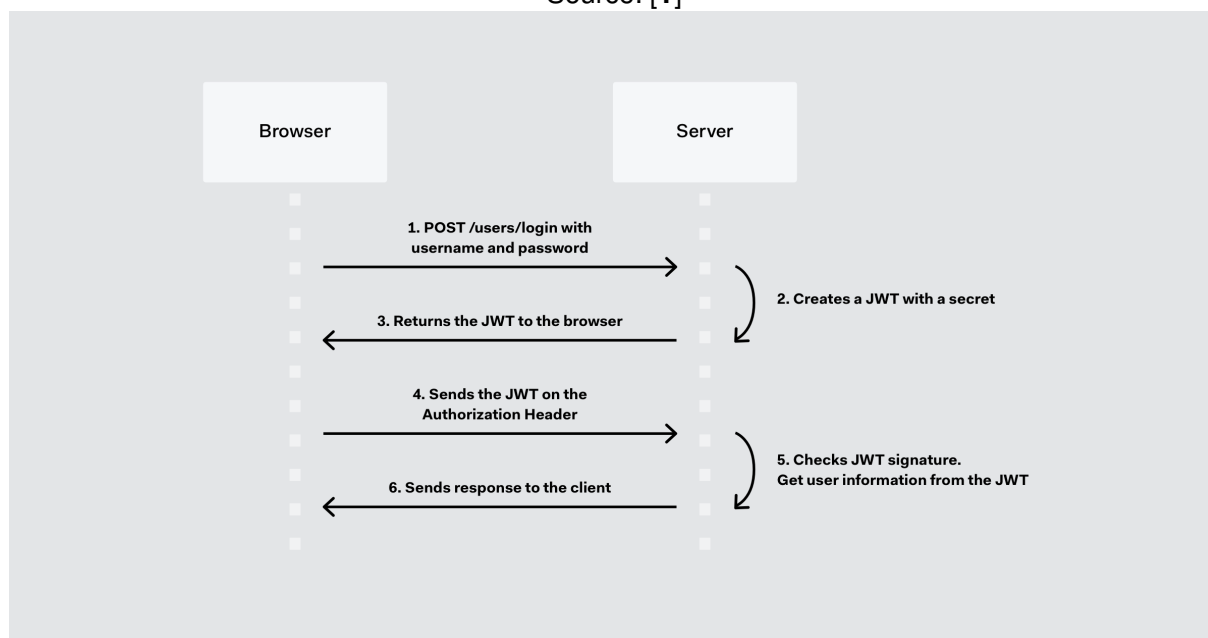 Source: [1]
Browser
Server
1. POST /users/login with
username and password
2. Creates a JWT with a secret
3. Returns the JWT to the browser
4. Sends the JWT on the
Authorization Header
5. Checks JWT signature.
Get user information from the JWT
6. Sends response to the client